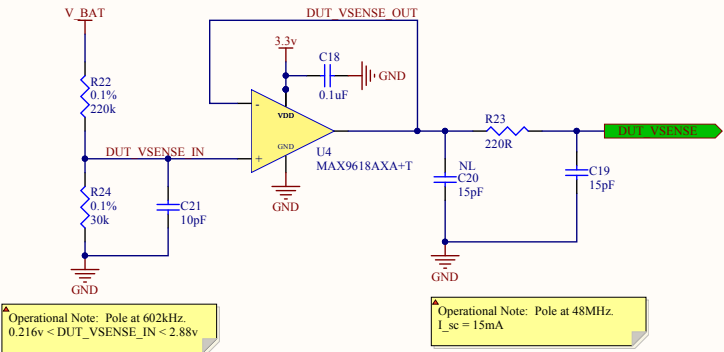 V_BAT
DUT_VSENSE_OUT
3.3v
C18
GND
0.1uF
R22
0.1%
220k
-
VDD
R23
220R
DUT_VSENSE
DUT_VSENSE_IN
GND
+
U4
MAX9618AXA+T
NL
C20
15pF
C19
15pF
R24
0.1%
30k
C21
10pF
GND
GND
GND
Operational Note: Pole at 602kHz.
0.216v < DUT_VSENSE_IN < 2.88v
Operational Note: Pole at 48MHz.
I_sc = 15mA